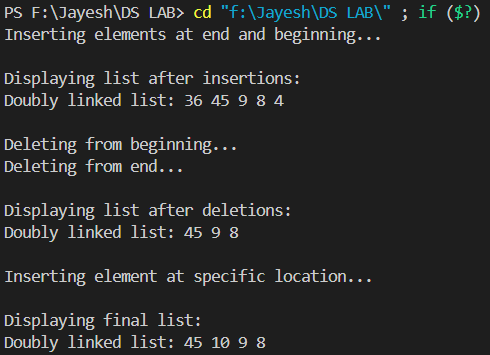 PS F:\Jayesh\DS LAB> cd "f:\Jayesh\DS LAB\" ; if ($?)
Inserting elements at end and beginning...
Displaying list after insertions:
Doubly linked list: 36 45 9 8 4
Deleting from beginning...
Deleting from end...
Displaying list after deletions:
Doubly linked list: 45 9 8
Inserting element at specific location...
Displaying final list:
Doubly linked list: 45 10 9 8